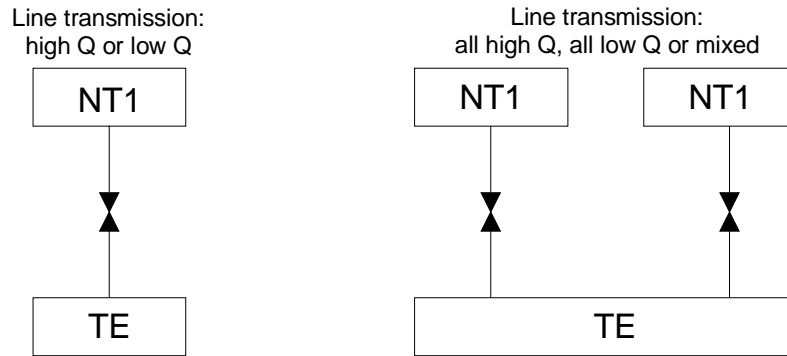 Line transmission:
high Q or low Q
NT1
TE
Line transmission:
all high Q, all low Q or mixed
NT1
NT1
TE